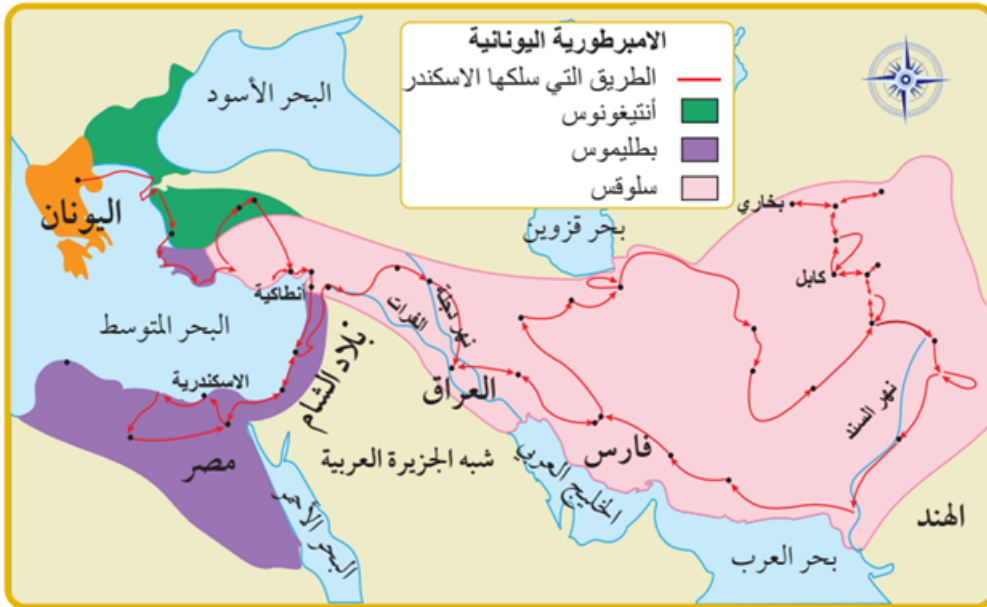 الامبرطورية اليونانية
الطريق التي سلكها الاسكندر
أنتيغونوس
بطليموس
سلوقس
البحر الأسود
اليونان
بحر قزوين
بخاري
كابل
أنطاكية
البحر المتوسط
نهر دجلة
الفرات
بلاد الشام
العراق
الاسكندرية
نهر السند
فارس
مصر
شبه الجزيرة العربية
الخليج العربي
البحر الأحمر
الهند
بحر العرب